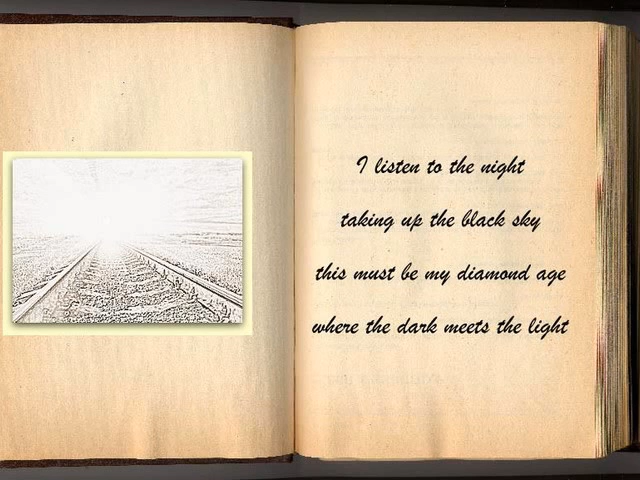 I listen to the night
taking up the black sky
this must be my diamond age
where the dark meets the light